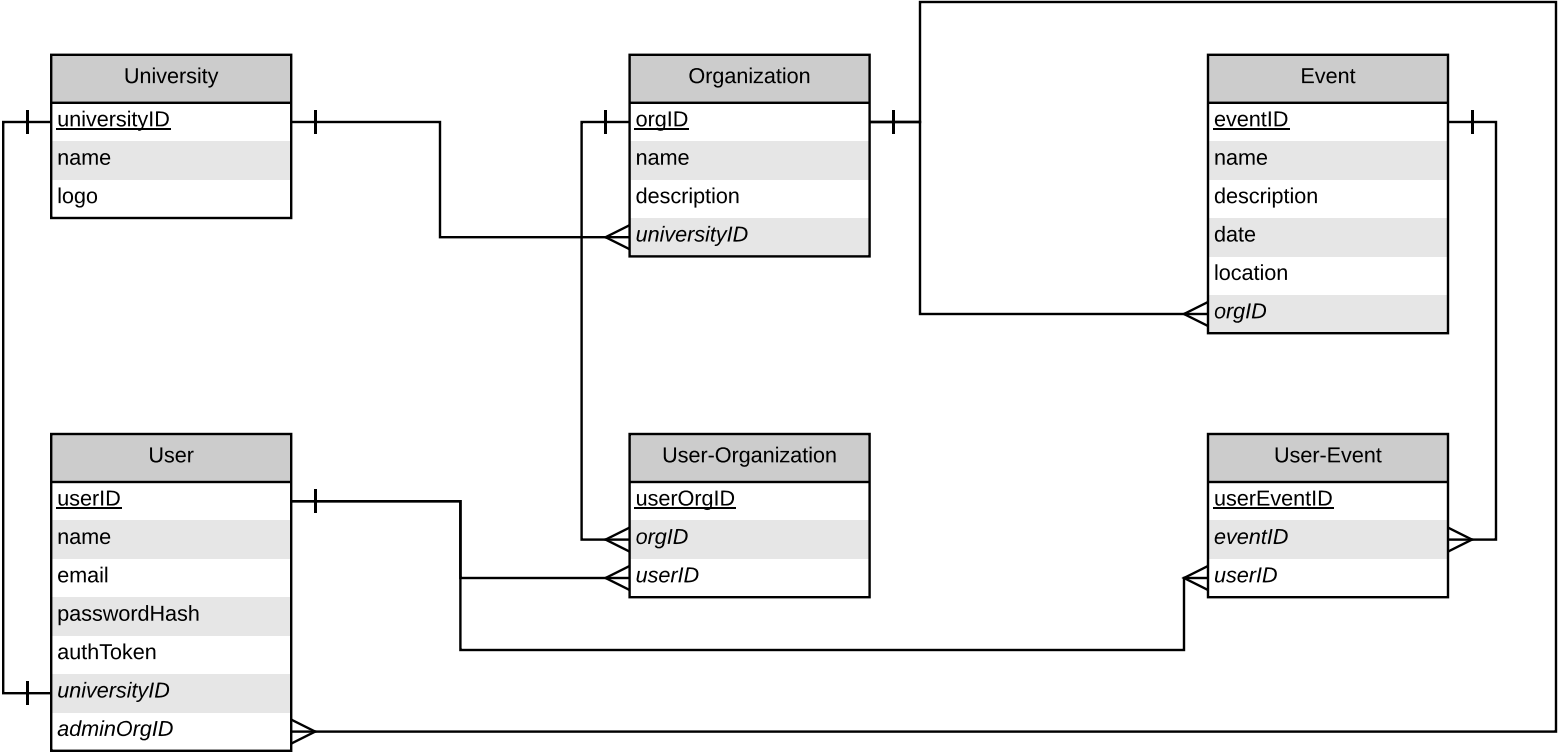 University
universityID
name
logo
Organization
orgID
name
description
universityID
Event
eventID
name
description
date
location
orgID
User
userID
name
email
passwordHash
authToken
universityID
adminOrgID
User-Organization
userOrgID
orgID
userID
User-Event
userEventID
eventID
userID